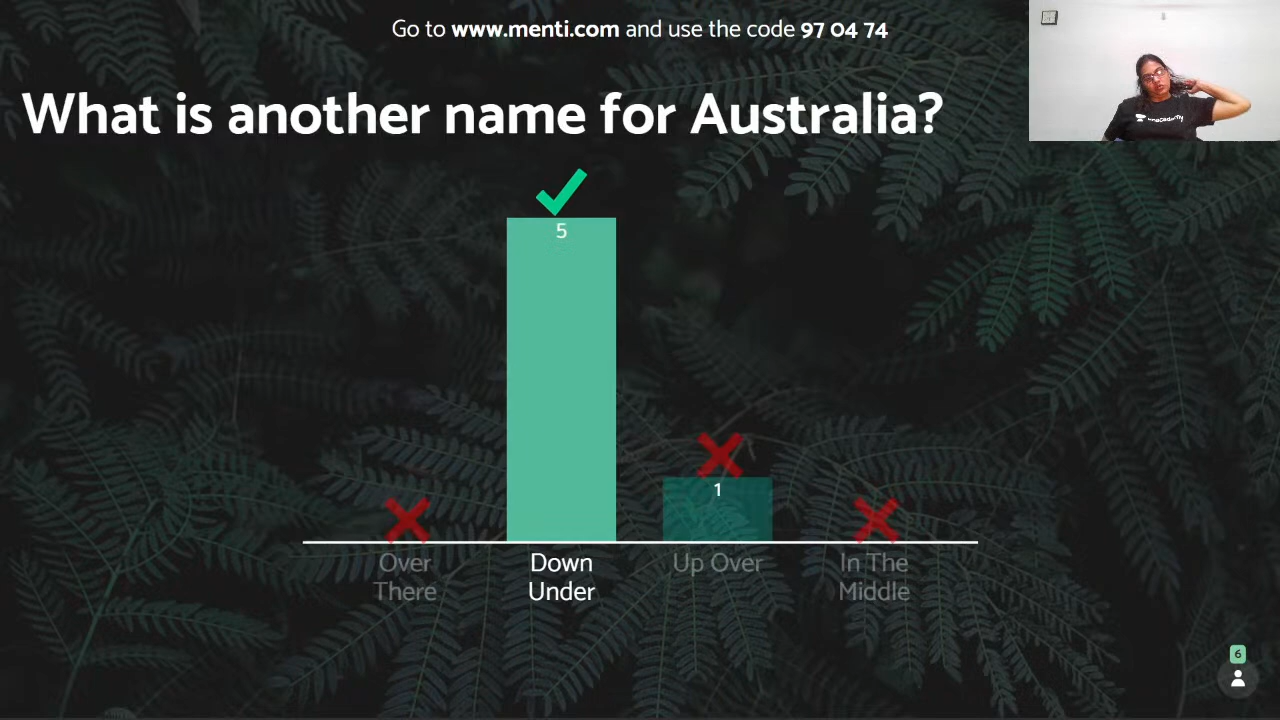 Go to www.menti.com and use the code 97 04 74
What is another name for Australia?
5
1
Over
There
Down
Under
Up Over
In The
Middle
6